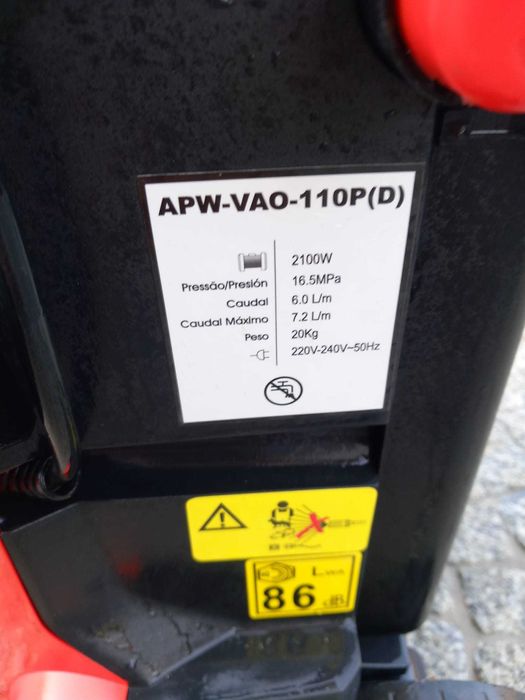 APW-VAO-110P(D)
2100W
Pressão/Presión 16.5MPa
Caudal 6.0 L/m
Caudal Máximo 7.2 L/m
Peso 20Kg
220V-240V~50Hz
LWA
86 dB